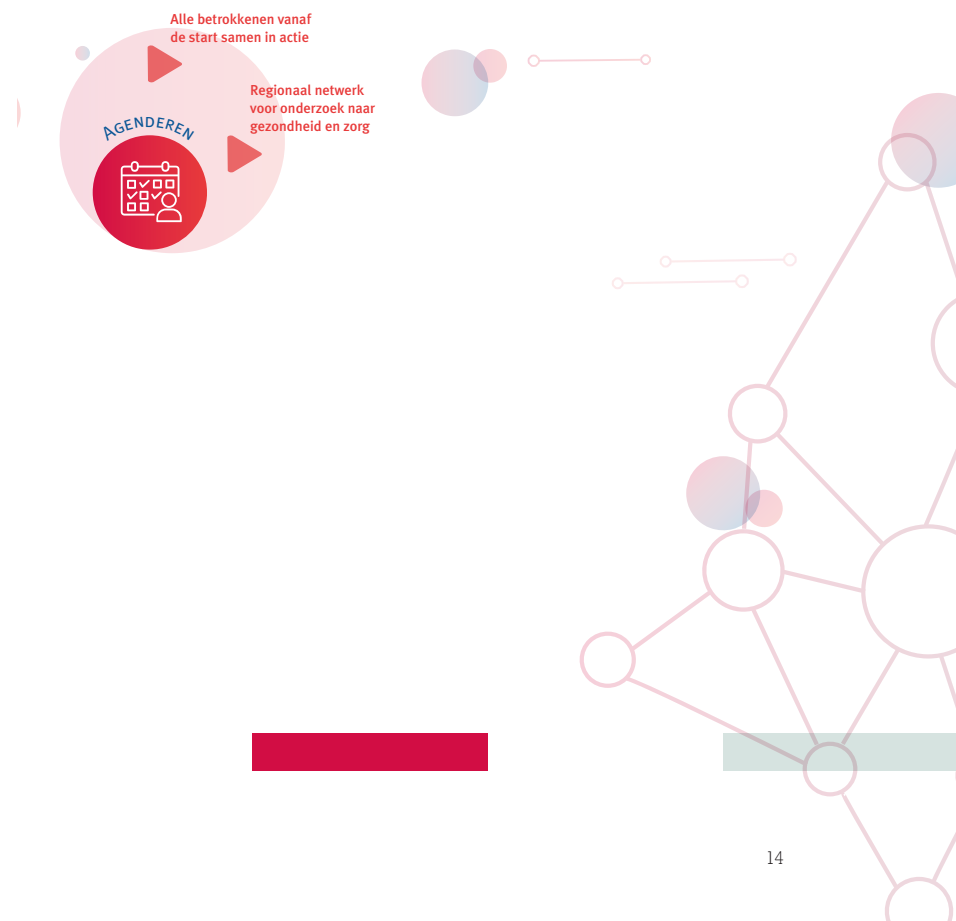 Alle betrokkenen vanaf
de start samen in actie
Regionaal netwerk
voor onderzoek naar
gezondheid en zorg
AGENDEREN
14